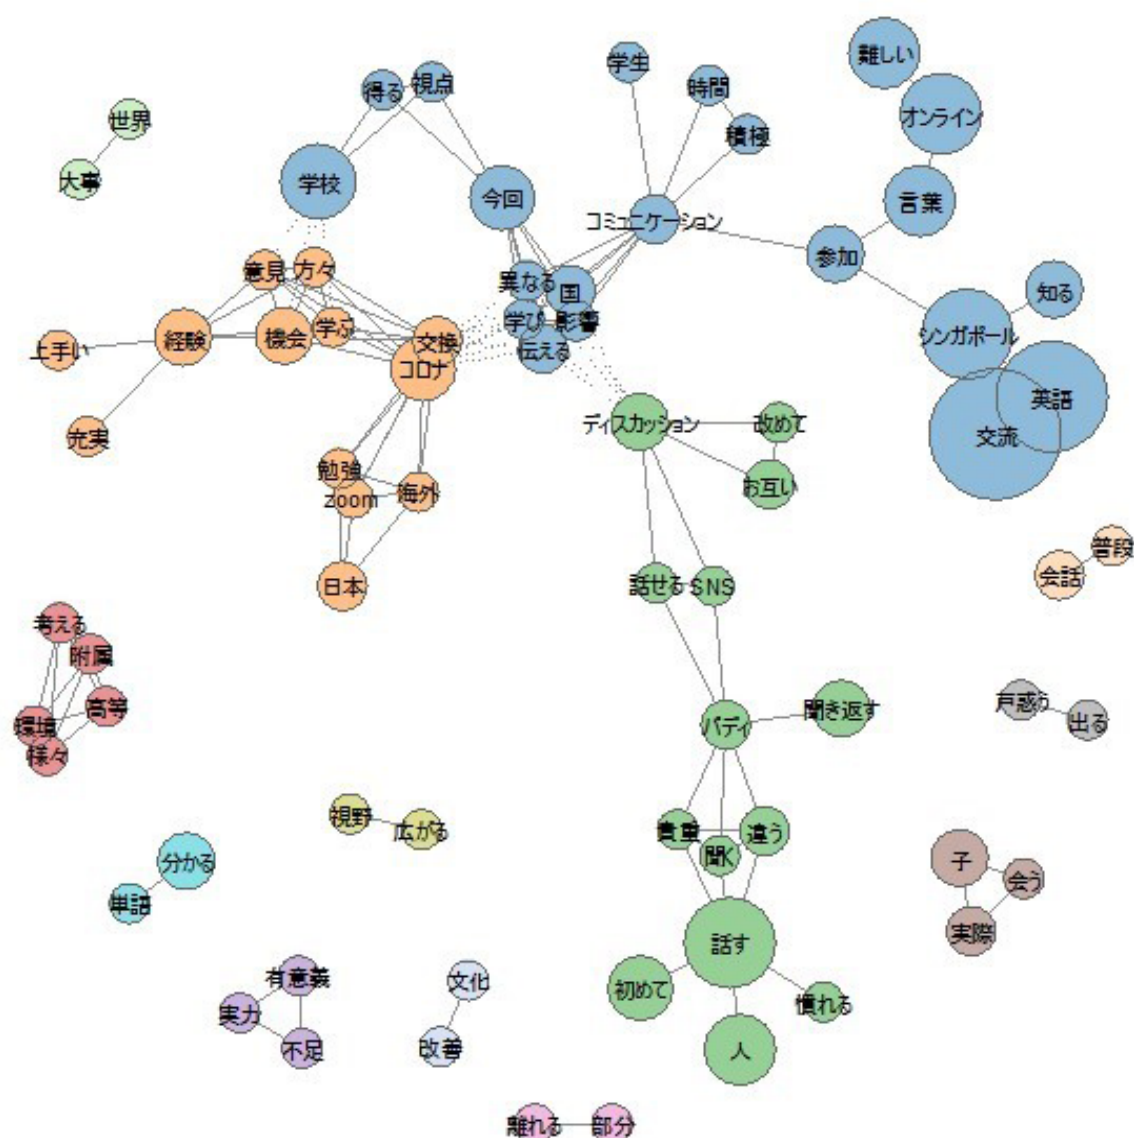 難しい
学生
視点
時間
得る
オンライン
世界
積極
大事
学校
今回
言葉
コミュニケーション
参加
意見
方々
異なる
国
知る
学ぶ
学び
影響
経験
機会
交換
シンガポール
上手い
伝える
コロナ
英語
ディスカッション
改めて
充実
交流
勉強
お互い
zoom
海外
普段
会話
日本
話せる
SNS
考える
附属
高等
環境
様々
戸惑う
出る
バディ
聞き返す
視野
広がる
貴重
違う
聞く
分かる
単語
子
会う
実際
話す
有意義
文化
初めて
慣れる
実力
不足
改善
人
離れる
部分